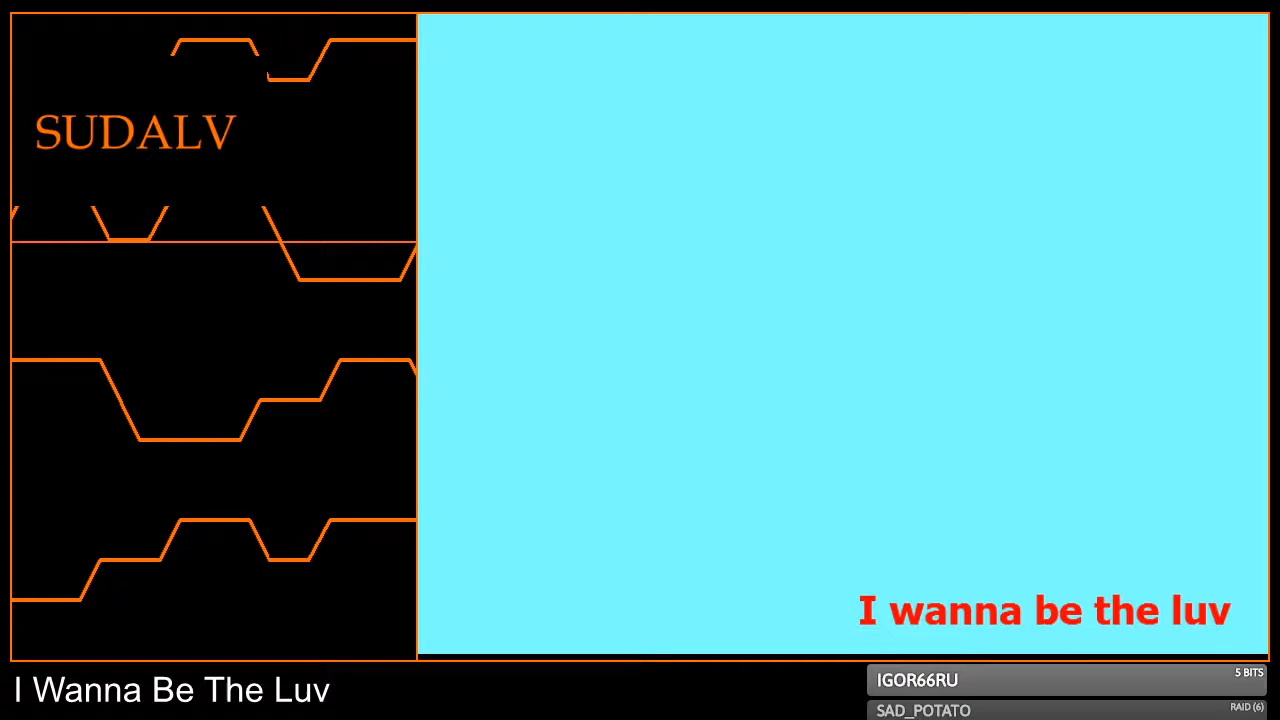 SUDALV
I wanna be the luv
I Wanna Be The Luv
IGOR66RU
5 BITS
SAD_POTATO
RAID (6)